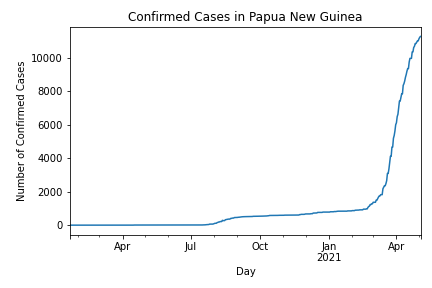 Confirmed Cases in Papua New Guinea
Number of Confirmed Cases
10000
8000
6000
4000
2000
0
Apr Jul Oct Jan Apr
2021
Day